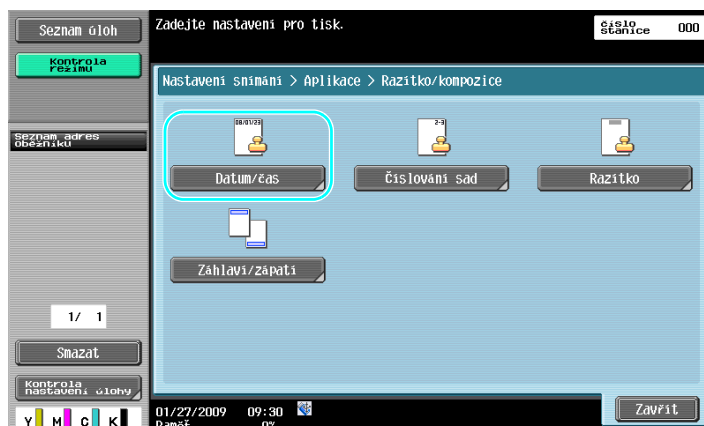 Seznam úloh
Zadejte nastavení pro tisk.
číslo
stanice
000
Kontrola
režimu
Nastavení snímání > Aplikace > Razítko/kompozice
Seznam adres
oběžníku
08/01/23
2-3
Datum/čas
Číslování sad
Razítko
Záhlaví/zápatí
1/ 1
Smazat
Kontrola
nastavení úlohy
Zavřít
01/27/2009 09:30
Y M C K
Paměť 0%